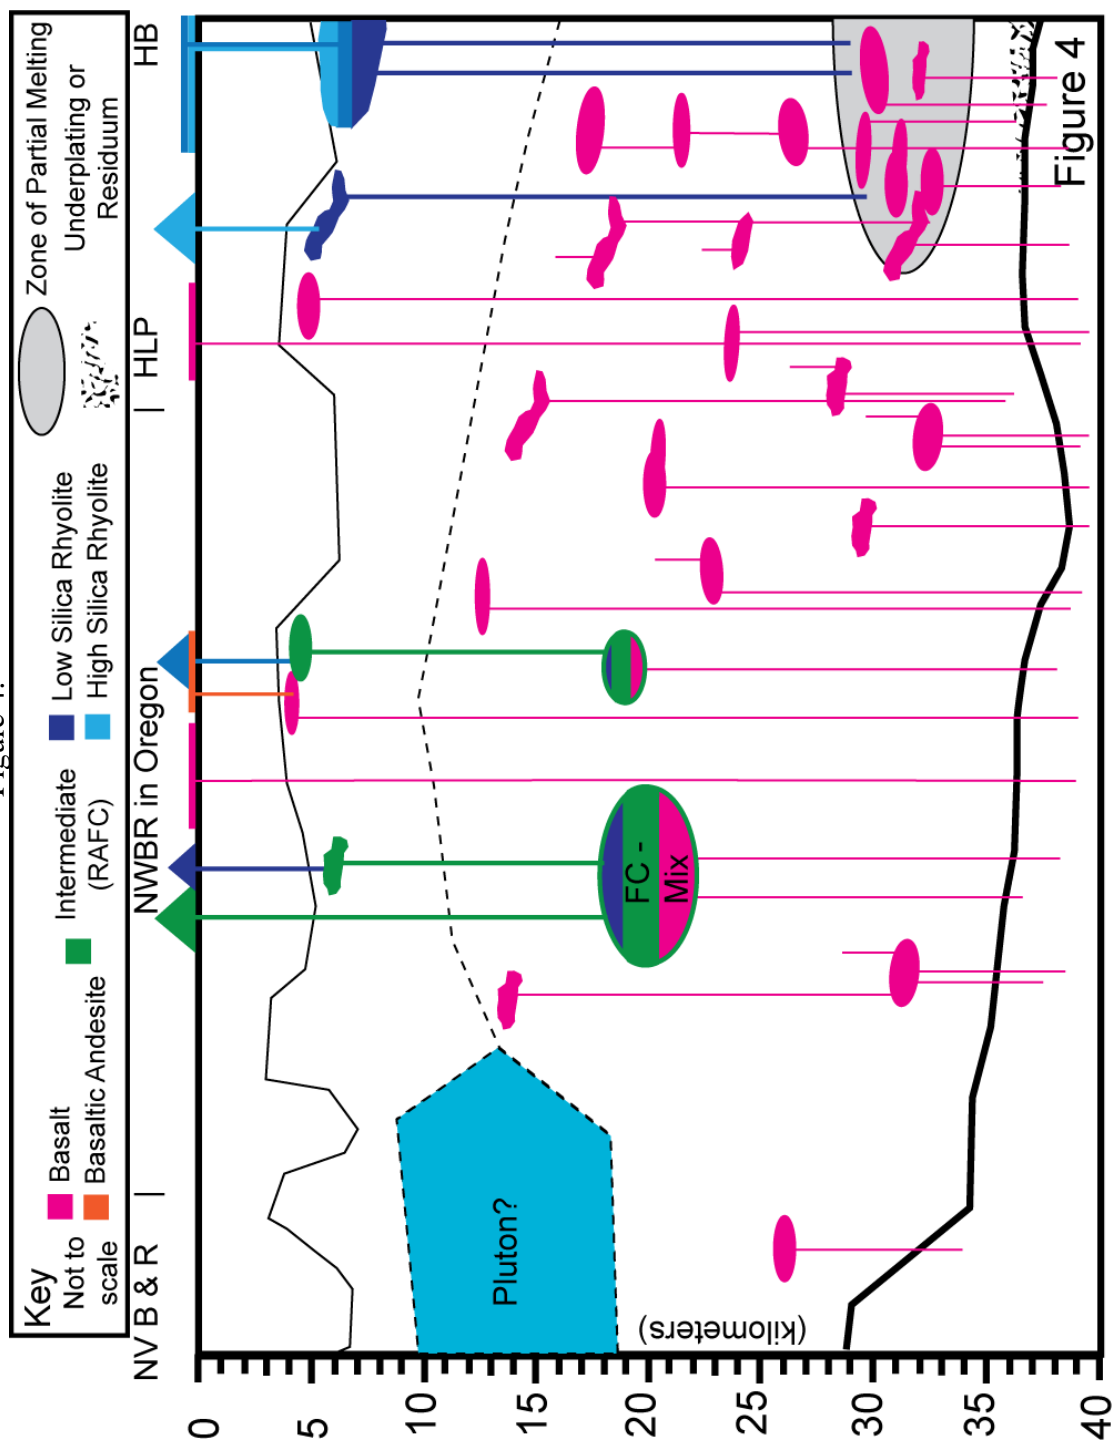 Figure 4.
Key
Not to
scale
Basalt
Basaltic Andesite
Intermediate
(RAFC)
Low Silica Rhyolite
High Silica Rhyolite
Zone of Partial Melting
Underplating or
Residuum
NV B & R | NWBR in Oregon | HLP HB
0
5
10
15
20
25
30
35
40
(kilometers)
Pluton?
FC -
Mix
Figure 4